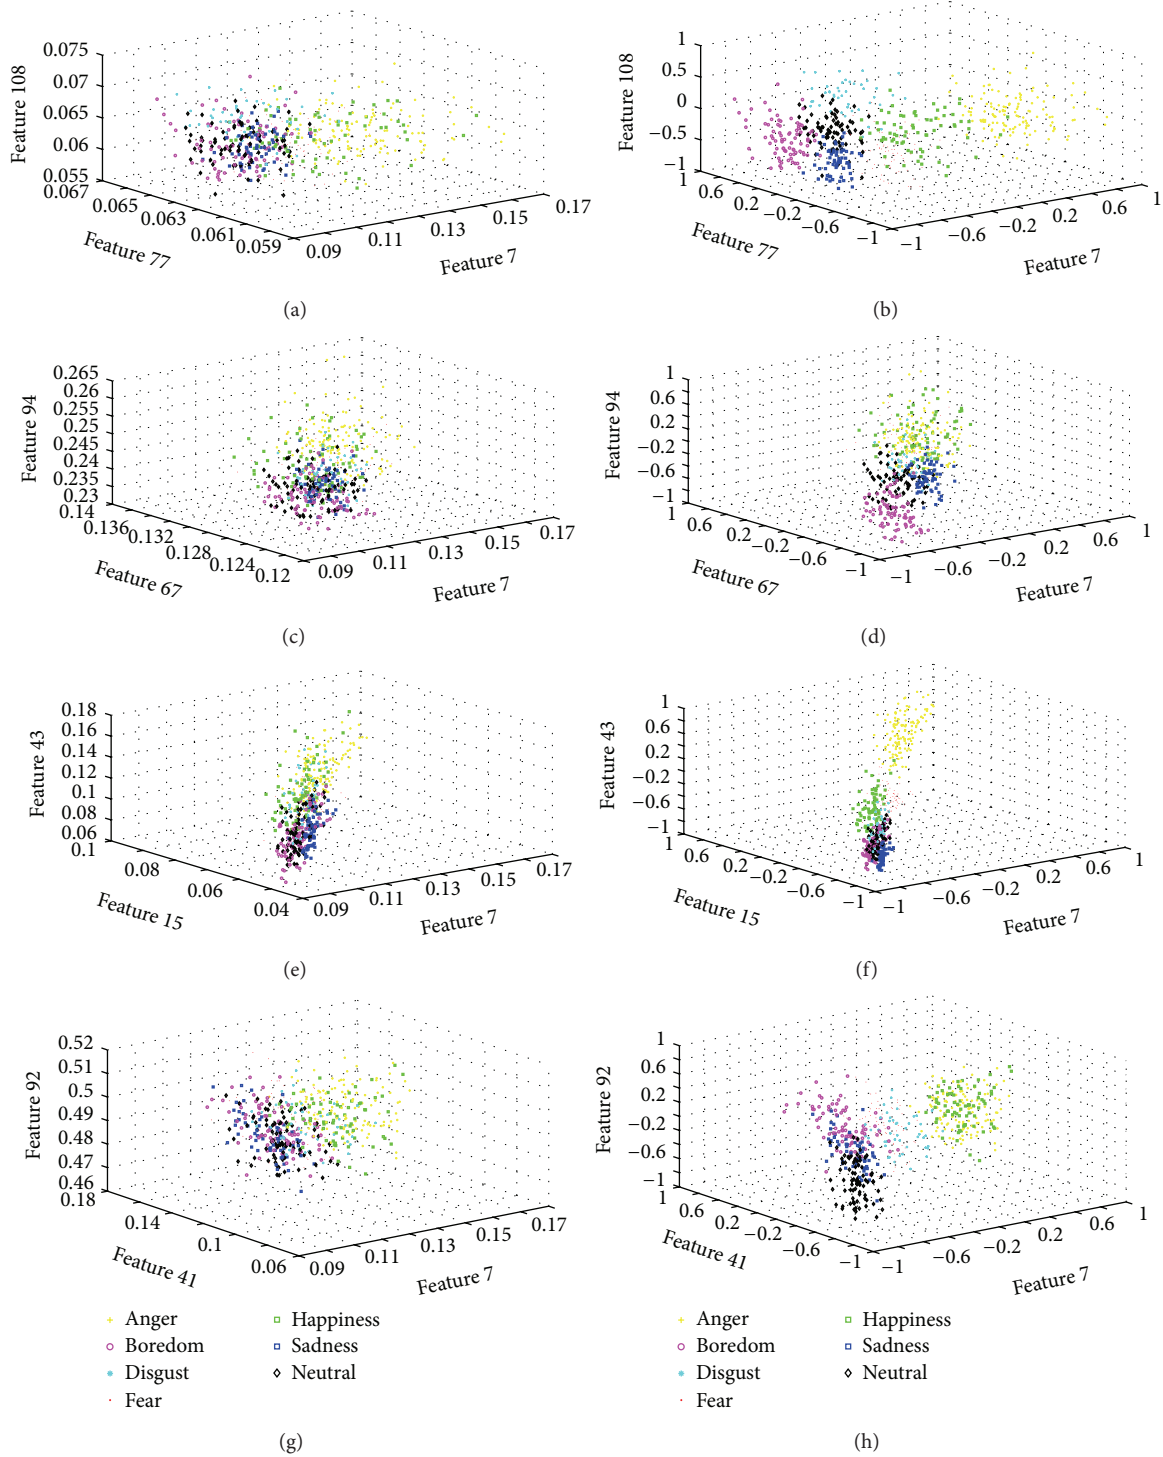 0.075
0.07
0.065
0.06
0.055
0.067
0.065
0.063
0.061
0.059
0.09
0.11
0.13
0.15
0.17
Feature 108
Feature 77
Feature 7
(a)
1
0.5
0
−0.5
−1
1
0.6
0.2
−0.2
−0.6
−1
−1
−0.6
−0.2
0.2
0.6
1
Feature 108
Feature 77
Feature 7
(b)
0.265
0.26
0.255
0.25
0.245
0.24
0.235
0.23
0.14
0.136
0.132
0.128
0.124
0.12
0.09
0.11
0.13
0.15
0.17
Feature 94
Feature 67
Feature 7
(c)
1
0.6
0.2
−0.2
−0.6
−1
1
0.6
0.2
−0.2
−0.6
−1
−1
−0.6
−0.2
0.2
0.6
1
Feature 94
Feature 67
Feature 7
(d)
0.18
0.16
0.14
0.12
0.1
0.08
0.06
0.1
0.08
0.06
0.04
0.09
0.11
0.13
0.15
0.17
Feature 43
Feature 15
Feature 7
(e)
1
0.6
0.2
−0.2
−0.6
−1
1
0.6
0.2
−0.2
−0.6
−1
−1
−0.6
−0.2
0.2
0.6
1
Feature 43
Feature 15
Feature 7
(f)
0.52
0.51
0.5
0.49
0.48
0.47
0.46
0.18
0.14
0.1
0.06
0.09
0.11
0.13
0.15
0.17
Feature 92
Feature 41
Feature 7
Anger
Boredom
Disgust
Fear
Happiness
Sadness
Neutral
(g)
1
0.6
0.2
−0.2
−0.6
−1
1
0.6
0.2
−0.2
−0.6
−1
−1
−0.6
−0.2
0.2
0.6
1
Feature 92
Feature 41
Feature 7
Anger
Boredom
Disgust
Fear
Happiness
Sadness
Neutral
(h)